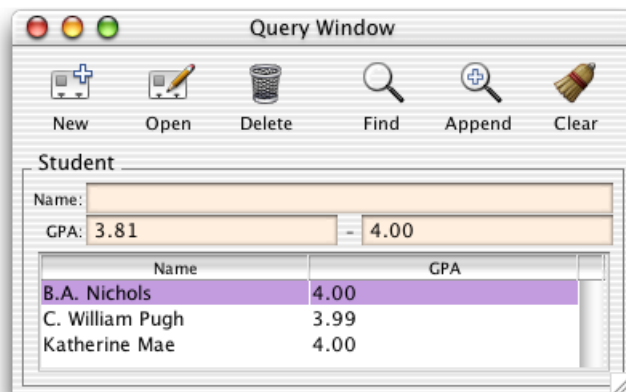 Query Window
New Open Delete Find Append Clear
Student
Name:
GPA: 3.81 - 4.00
Name GPA
B.A. Nichols 4.00
C. William Pugh 3.99
Katherine Mae 4.00